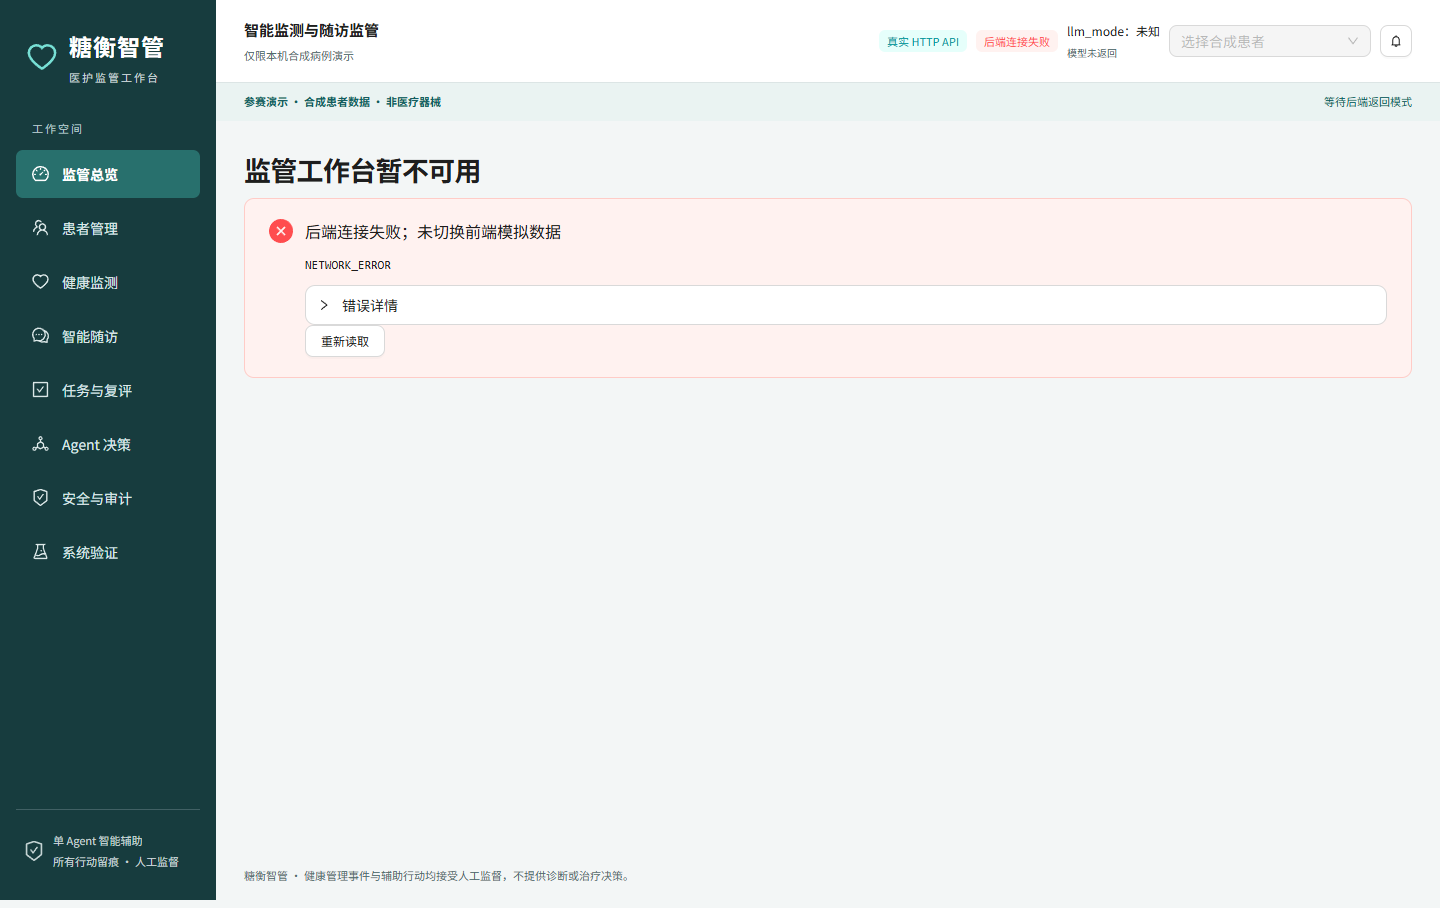 糖衡智管
医护监管工作台
工作空间
监管总览
患者管理
健康监测
智能随访
任务与复评
Agent 决策
安全与审计
系统验证
单 Agent 智能辅助
所有行动留痕 · 人工监督
智能监测与随访监管
仅限本机合成病例演示
真实 HTTP API
后端连接失败
llm_mode：未知
模型未返回
选择合成患者
参赛演示 · 合成患者数据 · 非医疗器械
等待后端返回模式
监管工作台暂不可用
后端连接失败；未切换前端模拟数据
NETWORK_ERROR
错误详情
重新读取
糖衡智管 · 健康管理事件与辅助行动均接受人工监督，不提供诊断或治疗决策。